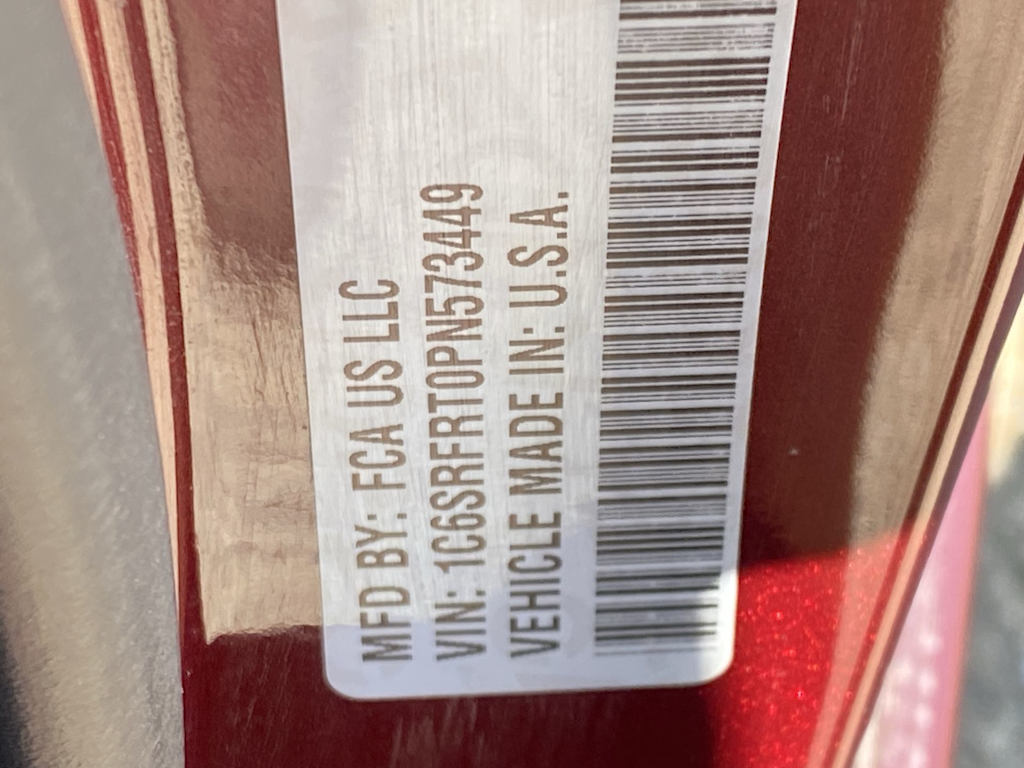 MFD BY: FCA US LLC
VIN: 1C6SRFRT0PN573449
VEHICLE MADE IN: U.S.A.